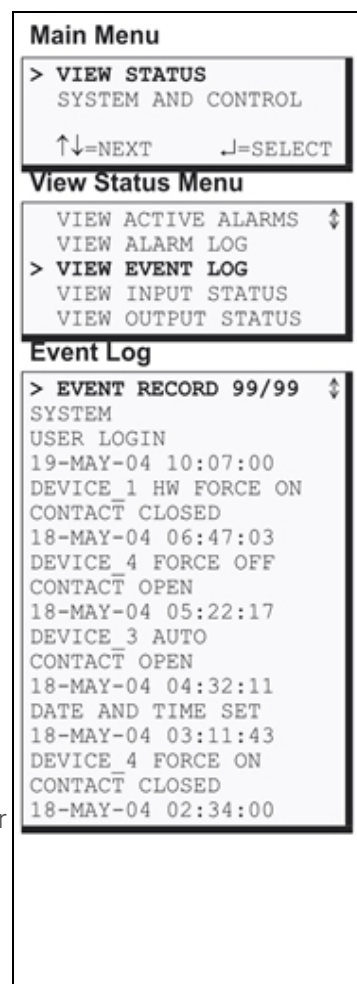 Main Menu
> VIEW STATUS
SYSTEM AND CONTROL
↑↓=NEXT ↵=SELECT
View Status Menu
VIEW ACTIVE ALARMS ↕
VIEW ALARM LOG
> VIEW EVENT LOG
VIEW INPUT STATUS
VIEW OUTPUT STATUS
Event Log
> EVENT RECORD 99/99 ↕
SYSTEM
USER LOGIN
19-MAY-04 10:07:00
DEVICE_1 HW FORCE ON
CONTACT CLOSED
18-MAY-04 06:47:03
DEVICE_4 FORCE OFF
CONTACT OPEN
18-MAY-04 05:22:17
DEVICE_3 AUTO
CONTACT OPEN
18-MAY-04 04:32:11
DATE AND TIME SET
18-MAY-04 03:11:43
DEVICE_4 FORCE ON
CONTACT CLOSED
r 18-MAY-04 02:34:00